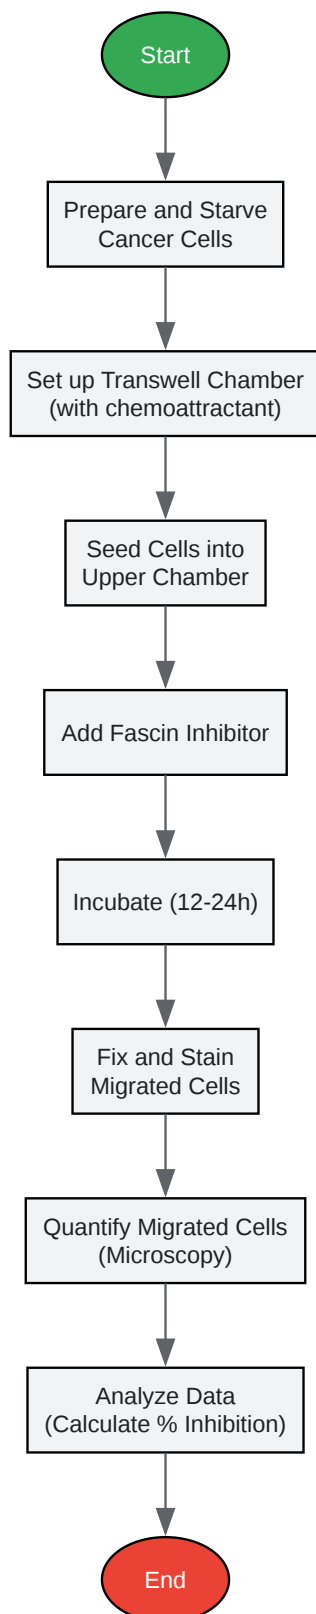 Start
Prepare and Starve
Cancer Cells
Set up Transwell Chamber
(with chemoattractant)
Seed Cells into
Upper Chamber
Add Fascin Inhibitor
Incubate (12-24h)
Fix and Stain
Migrated Cells
Quantify Migrated Cells
(Microscopy)
Analyze Data
(Calculate % Inhibition)
End